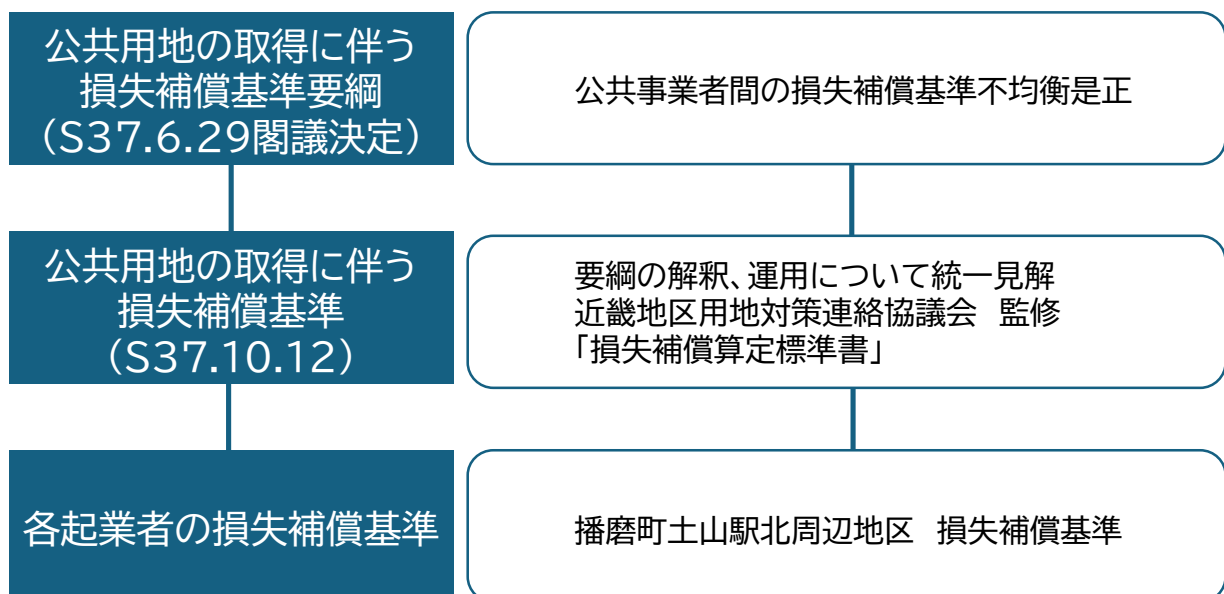 公共用地の取得に伴う
損失補償基準要綱
（S37.6.29閣議決定）
公共事業者間の損失補償基準不均衡是正
公共用地の取得に伴う
損失補償基準
（S37.10.12）
要綱の解釈、運用について統一見解
近畿地区用地対策連絡協議会　監修
「損失補償算定標準書」
各起業者の損失補償基準
播磨町土山駅北周辺地区　損失補償基準